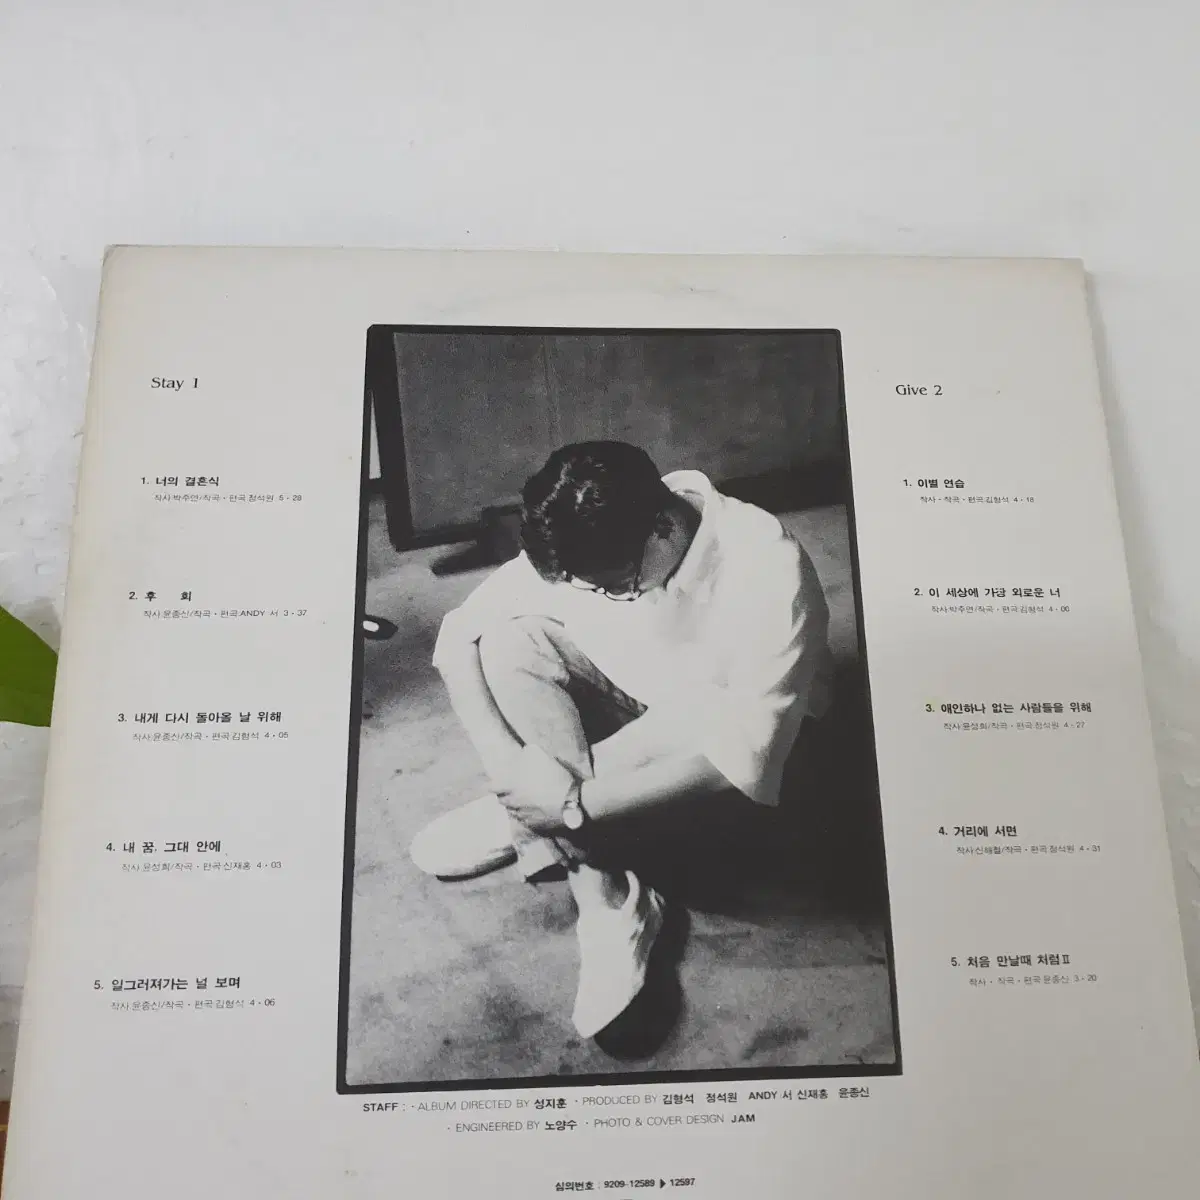 Stay 1
1. 너의 결혼식
작사·박주연/작곡·편곡:정석원 5·28
2. 후 회
작사:윤종신/작곡·편곡:ANDY 서 3·37
3. 내게 다시 돌아올 날 위해
작사:윤종신/작곡·편곡:김형석 4·05
4. 내 꿈. 그대 안에
작사:윤성희/작곡·편곡:신재홍 4·03
5. 일그러져가는 널 보며
작사:윤종신/작곡·편곡:김형석 4·06
Give 2
1. 이별 연습
작사·작곡·편곡:김형석 4·18
2. 이 세상에 가장 외로운 너
작사:박주연/작곡·편곡:김형석 4·00
3. 애인하나 없는 사람들을 위해
작사:윤성희/작곡·편곡:정석원 4·27
4. 거리에 서면
작사:신해철/작곡·편곡:정석원 4·31
5. 처음 만날때 처럼Ⅱ
작사·작곡·편곡:윤종신 3·20
STAFF : ·ALBUM DIRECTED BY 성지훈 ·PRODUCED BY 김형석 정석원 ANDY 서 신재홍 윤종신
·ENGINEERED BY 노양수 ·PHOTO & COVER DESIGN JAM
심의번호 : 9209-12589 ▶ 12597